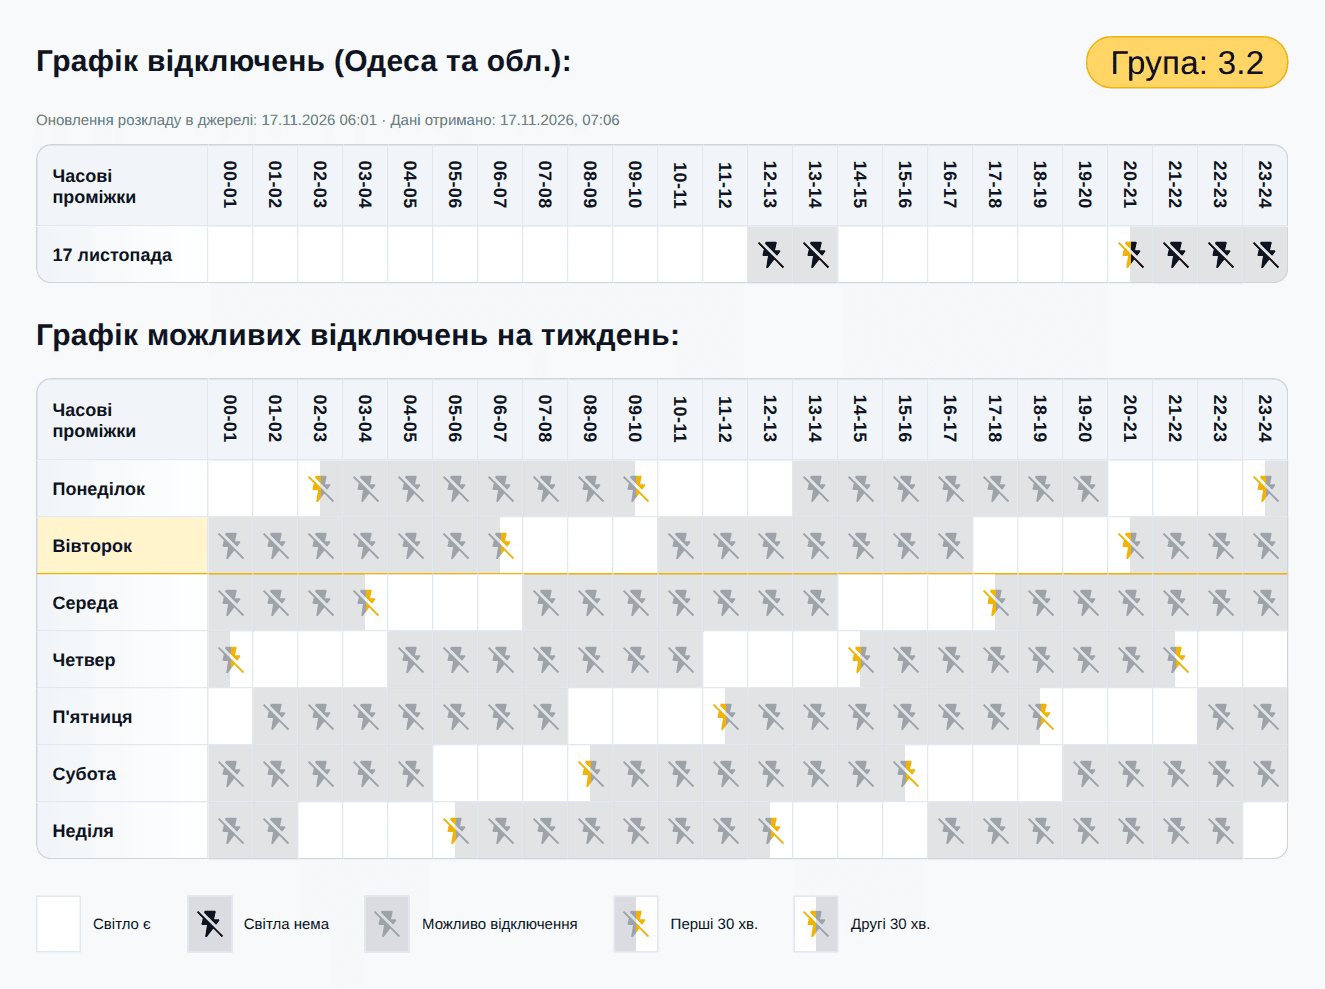 Графік відключень (Одеса та обл.):
Група: 3.2
Оновлення розкладу в джерелі: 17.11.2026 06:01 · Дані отримано: 17.11.2026, 07:06
Часові проміжки 00-01 01-02 02-03 03-04 04-05 05-06 06-07 07-08 08-09 09-10 10-11 11-12 12-13 13-14 14-15 15-16 16-17 17-18 18-19 19-20 20-21 21-22 22-23 23-24
17 листопада
Графік можливих відключень на тиждень:
Часові проміжки 00-01 01-02 02-03 03-04 04-05 05-06 06-07 07-08 08-09 09-10 10-11 11-12 12-13 13-14 14-15 15-16 16-17 17-18 18-19 19-20 20-21 21-22 22-23 23-24
Понеділок
Вівторок
Середа
Четвер
П'ятниця
Субота
Неділя
Світло є Світла нема Можливо відключення Перші 30 хв. Другі 30 хв.